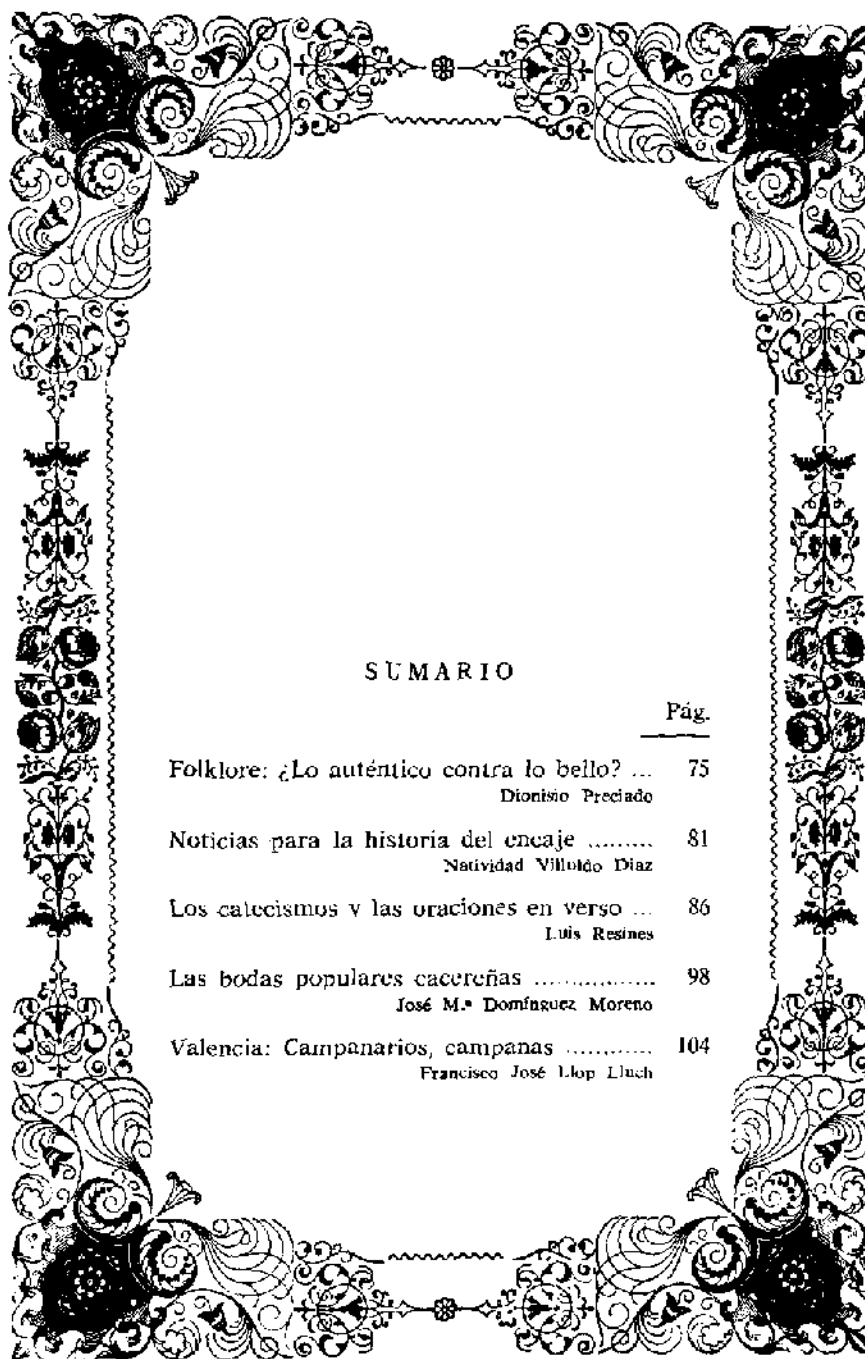 SUMARIO
Pág.
Folklore: ¿Lo auténtico contra lo bello? ... 75
Dionisio Preciado
Noticias para la historia del encaje ......... 81
Natividad Villoldo Díaz
Los catecismos y las oraciones en verso ... 86
Luis Resines
Las bodas populares cacereñas ................. 98
José M.ª Domínguez Moreno
Valencia: Campanarios, campanas ............ 104
Francisco José Llop Lluch